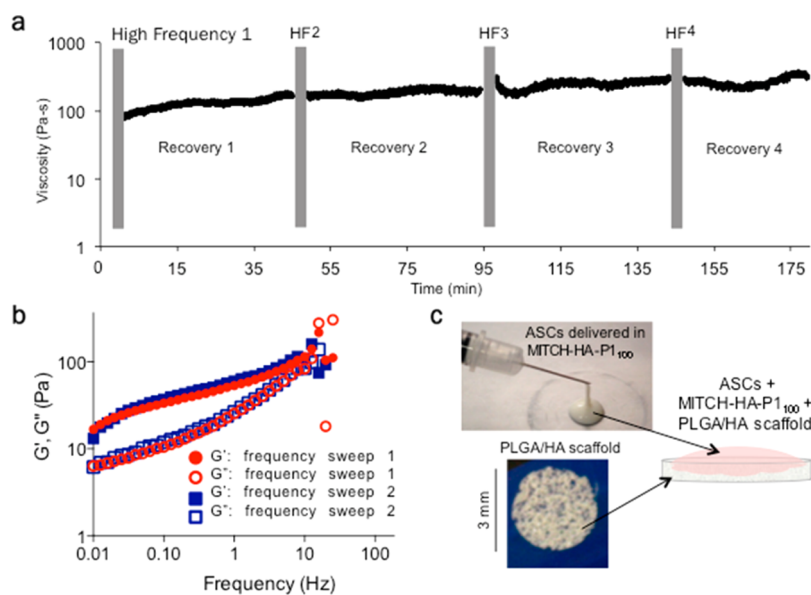 a
High Frequency 1
HF2
HF3
HF4
1000
100
10
1
Viscosity (Pa-s)
Recovery 1
Recovery 2
Recovery 3
Recovery 4
0
15
35
55
75
95
115
135
155
175
Time (min)
b
100
10
1
G', G" (Pa)
G': frequency sweep 1
G": frequency sweep 1
G': frequency sweep 2
G": frequency sweep 2
0.01
0.10
1
10
100
Frequency (Hz)
c
ASCs delivered in
MITCH-HA-P1100
PLGA/HA scaffold
3 mm
ASCs +
MITCH-HA-P1100 +
PLGA/HA scaffold